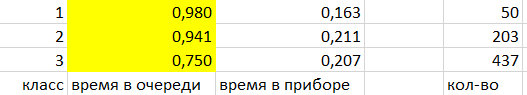 1 0,980 0,163 50
2 0,941 0,211 203
3 0,750 0,207 437
класс время в очереди время в приборе кол-во